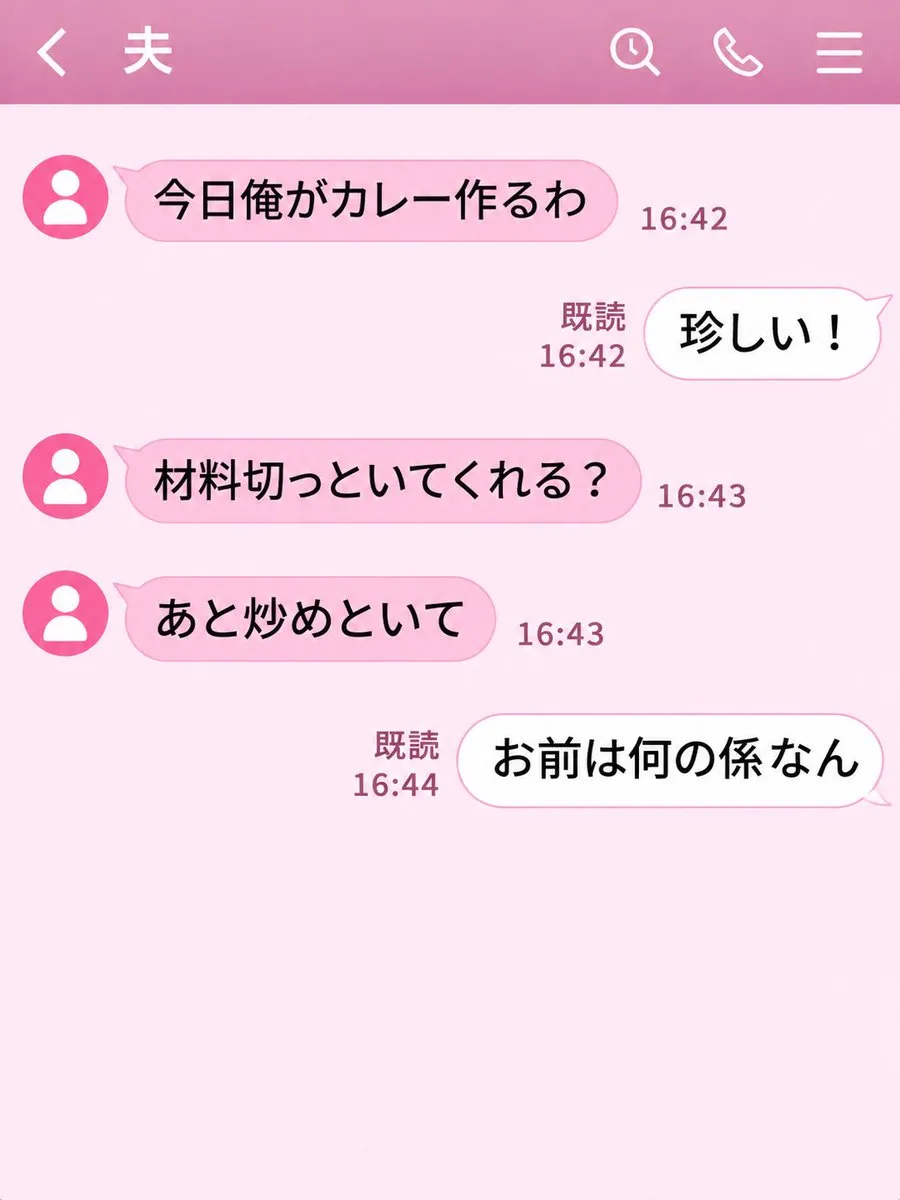 夫
今日俺がカレー作るわ
16:42
既読
16:42
珍しい！
材料切っといてくれる？
16:43
あと炒めといて
16:43
既読
16:44
お前は何の係なん